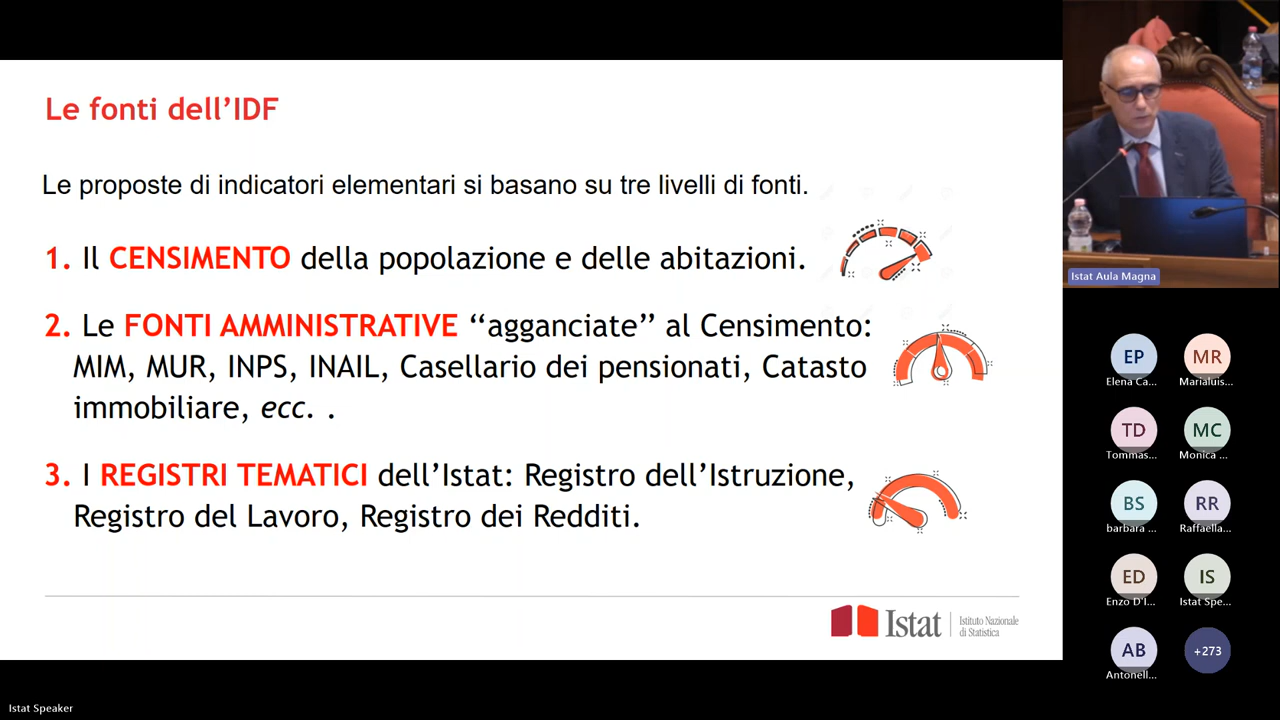 Le fonti dell’IDF
Le proposte di indicatori elementari si basano su tre livelli di fonti.
1. Il CENSIMENTO della popolazione e delle abitazioni.
2. Le FONTI AMMINISTRATIVE “agganciate” al Censimento:
MIM, MUR, INPS, INAIL, Casellario dei pensionati, Catasto
immobiliare, ecc. .
3. I REGISTRI TEMATICI dell’Istat: Registro dell’Istruzione,
Registro del Lavoro, Registro dei Redditi.
Istat
Istituto Nazionale
di Statistica
Istat Speaker
Istat Aula Magna
EP
Elena Ca...
MR
Marialuis...
TD
Tommas...
MC
Monica ...
BS
barbara ...
RR
Raffaella...
ED
Enzo D'I...
IS
Istat Spe...
AB
Antonell...
+273